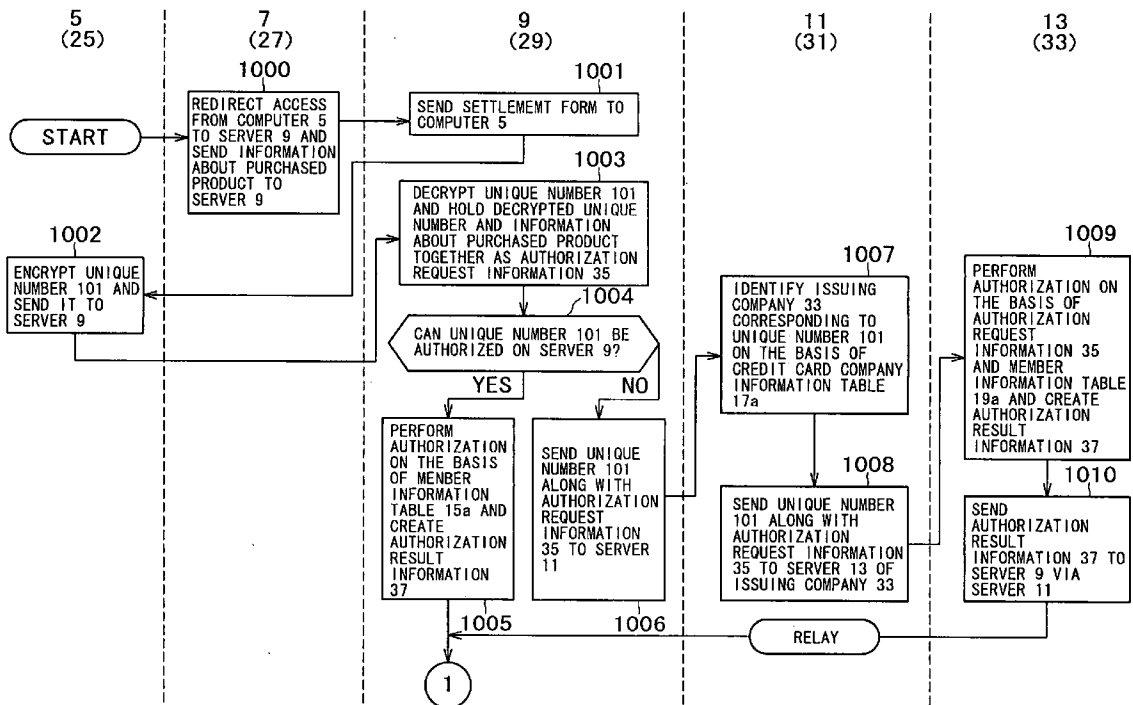 5
(25)
7
(27)
9
(29)
11
(31)
13
(33)
START
1000
REDIRECT ACCESS
FROM COMPUTER 5
TO SERVER 9 AND
SEND INFORMATION
ABOUT PURCHASED
PRODUCT TO
SERVER 9
1001
SEND SETTLEMEMT FORM TO
COMPUTER 5
1002
ENCRYPT UNIQUE
NUMBER 101 AND
SEND IT TO
SERVER 9
1003
DECRYPT UNIQUE NUMBER 101
AND HOLD DECRYPTED UNIQUE
NUMBER AND INFORMATION
ABOUT PURCHASED PRODUCT
TOGETHER AS AUTHORIZATION
REQUEST INFORMATION 35
1004
CAN UNIQUE NUMBER 101 BE
AUTHORIZED ON SERVER 9?
YES
NO
PERFORM
AUTHORIZATION
ON THE BASIS
OF MENBER
INFORMATION
TABLE 15a AND
CREATE
AUTHORIZATION
RESULT
INFORMATION
37
1005
SEND UNIQUE
NUMBER 101
ALONG WITH
AUTHORIZATION
REQUEST
INFORMATION
35 TO SERVER
11
1006
1007
IDENTIFY ISSUING
COMPANY 33
CORRESPONDING TO
UNIQUE NUMBER 101
ON THE BASIS OF
CREDIT CARD COMPANY
INFORMATION TABLE
17a
1008
SEND UNIQUE NUMBER
101 ALONG WITH
AUTHORIZATION
REQUEST INFORMATION
35 TO SERVER 13 OF
ISSUING COMPANY 33
1009
PERFORM
AUTHORIZATION ON
THE BASIS OF
AUTHORIZATION
REQUEST
INFORMATION 35
AND MEMBER
INFORMATION TABLE
19a AND CREATE
AUTHORIZATION
RESULT
INFORMATION 37
1010
SEND
AUTHORIZATION
RESULT
INFORMATION 37 TO
SERVER 9 VIA
SERVER 11
RELAY
1